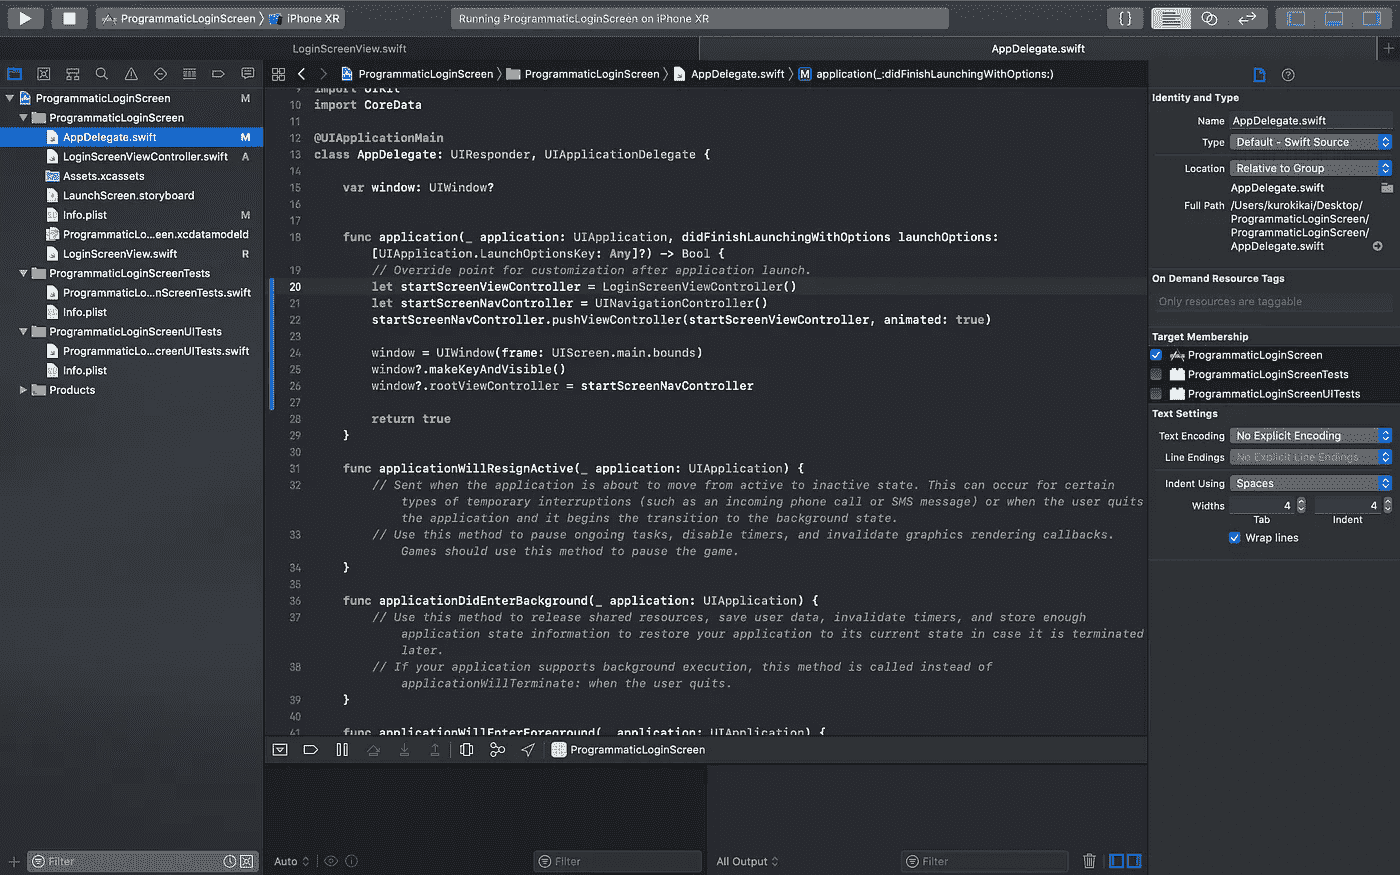 ProgrammaticLoginScreen
iPhone XR
Running ProgrammaticLoginScreen on iPhone XR
{}
LoginScreenView.swift
AppDelegate.swift
ProgrammaticLoginScreen
ProgrammaticLoginScreen
AppDelegate.swift
M application(_:didFinishLaunchingWithOptions:)
ProgrammaticLoginScreen M
ProgrammaticLoginScreen
AppDelegate.swift M
LoginScreenViewController.swift A
Assets.xcassets
LaunchScreen.storyboard
Info.plist M
ProgrammaticLo...een.xcdatamodeld
LoginScreenView.swift R
ProgrammaticLoginScreenTests
ProgrammaticLo...nScreenTests.swift
Info.plist
ProgrammaticLoginScreenUITests
ProgrammaticLo...creenUITests.swift
Info.plist
Products
Filter
9 import UIKit
10 import CoreData
11
12 @UIApplicationMain
13 class AppDelegate: UIResponder, UIApplicationDelegate {
14
15 var window: UIWindow?
16
17
18 func application(_ application: UIApplication, didFinishLaunchingWithOptions launchOptions:
[UIApplication.LaunchOptionsKey: Any]?) -> Bool {
19 // Override point for customization after application launch.
20 let startScreenViewController = LoginScreenViewController()
21 let startScreenNavController = UINavigationController()
22 startScreenNavController.pushViewController(startScreenViewController, animated: true)
23
24 window = UIWindow(frame: UIScreen.main.bounds)
25 window?.makeKeyAndVisible()
26 window?.rootViewController = startScreenNavController
27
28 return true
29 }
30
31 func applicationWillResignActive(_ application: UIApplication) {
32 // Sent when the application is about to move from active to inactive state. This can occur for certain
types of temporary interruptions (such as an incoming phone call or SMS message) or when the user quits
the application and it begins the transition to the background state.
33 // Use this method to pause ongoing tasks, disable timers, and invalidate graphics rendering callbacks.
Games should use this method to pause the game.
34 }
35
36 func applicationDidEnterBackground(_ application: UIApplication) {
37 // Use this method to release shared resources, save user data, invalidate timers, and store enough
application state information to restore your application to its current state in case it is terminated
later.
38 // If your application supports background execution, this method is called instead of
applicationWillTerminate: when the user quits.
39 }
40
41 func applicationWillEnterForeground(_ application: UIApplication) {
ProgrammaticLoginScreen
Auto
Filter
All Output
Filter
Identity and Type
Name AppDelegate.swift
Type Default - Swift Source
Location Relative to Group
AppDelegate.swift
Full Path /Users/kurokikai/Desktop/
ProgrammaticLoginScreen/
ProgrammaticLoginScreen/
AppDelegate.swift
On Demand Resource Tags
Only resources are taggable
Target Membership
ProgrammaticLoginScreen
ProgrammaticLoginScreenTests
ProgrammaticLoginScreenUITests
Text Settings
Text Encoding No Explicit Encoding
Line Endings No Explicit Line Endings
Indent Using Spaces
Widths 4 4
Tab Indent
Wrap lines